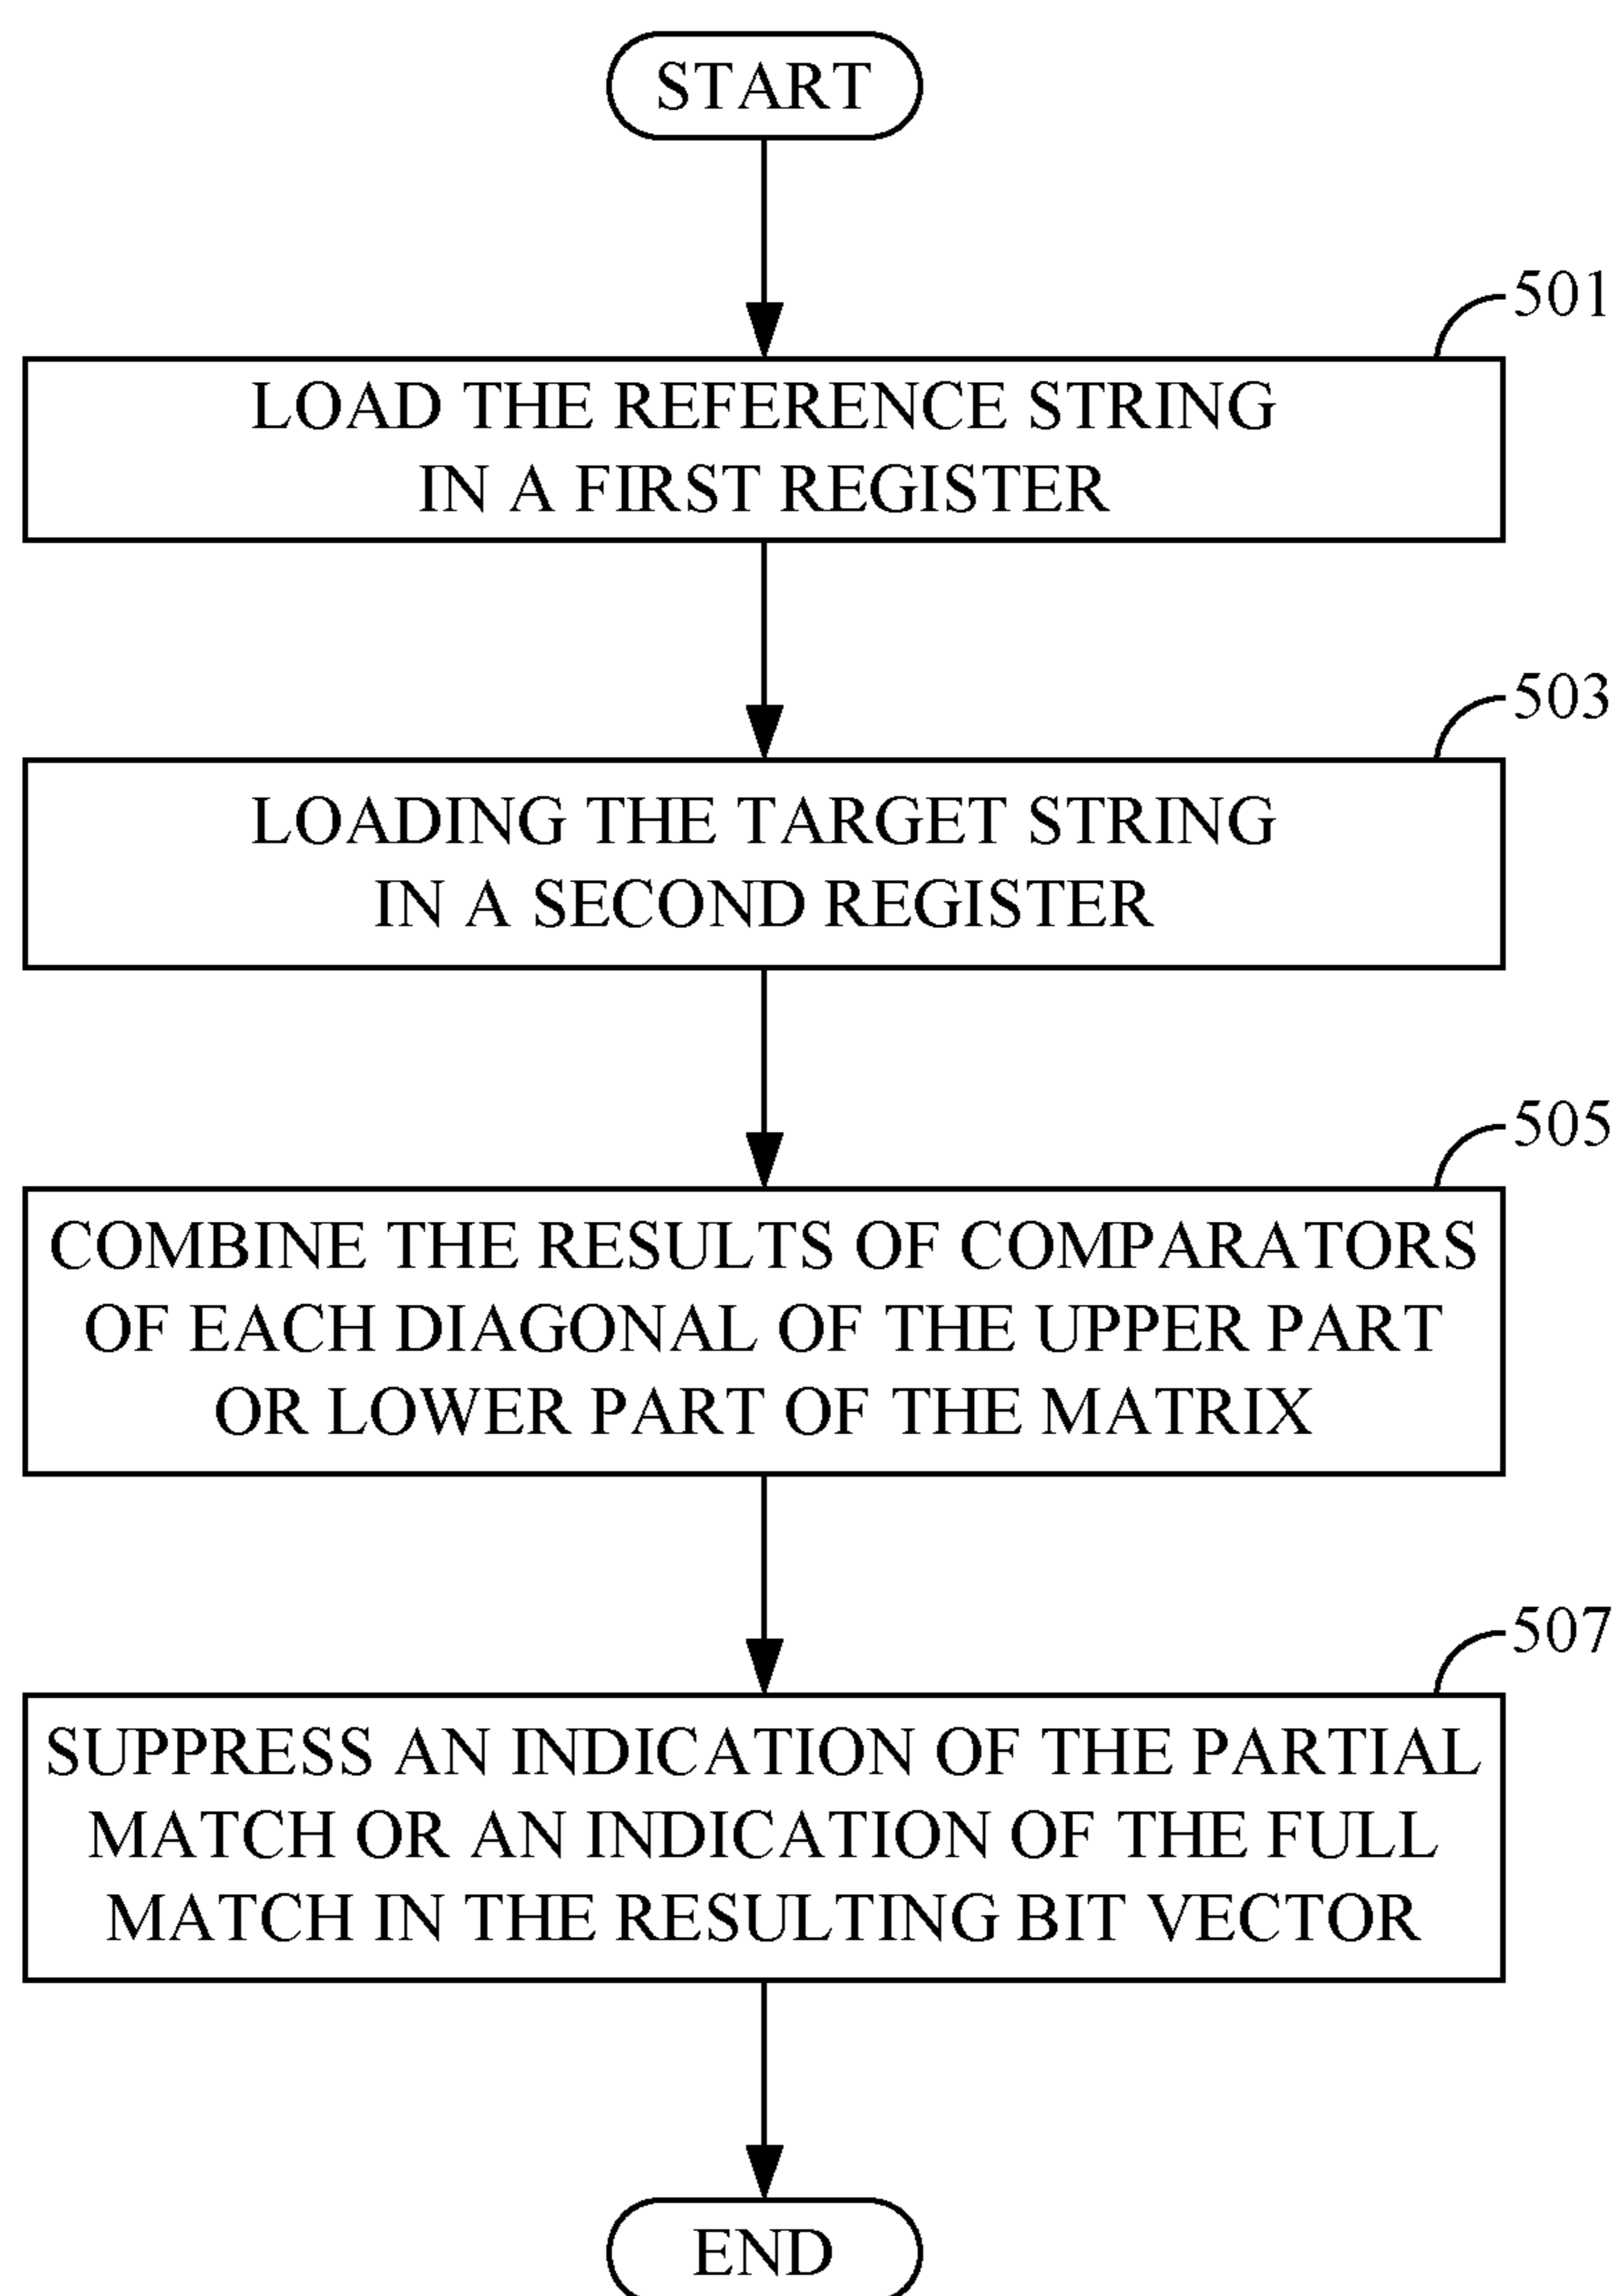 START
501
LOAD THE REFERENCE STRING
IN A FIRST REGISTER
503
LOADING THE TARGET STRING
IN A SECOND REGISTER
505
COMBINE THE RESULTS OF COMPARATORS
OF EACH DIAGONAL OF THE UPPER PART
OR LOWER PART OF THE MATRIX
507
SUPPRESS AN INDICATION OF THE PARTIAL
MATCH OR AN INDICATION OF THE FULL
MATCH IN THE RESULTING BIT VECTOR
END